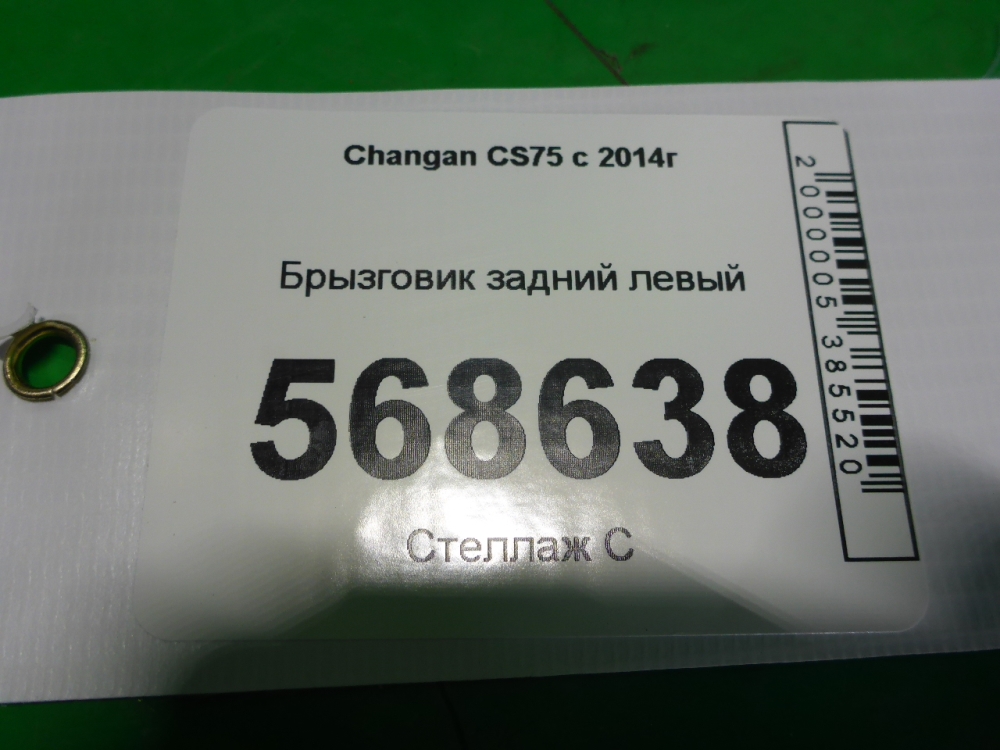 Changan CS75 с 2014г
Брызговик задний левый
568638
Стеллаж С
2000005385520